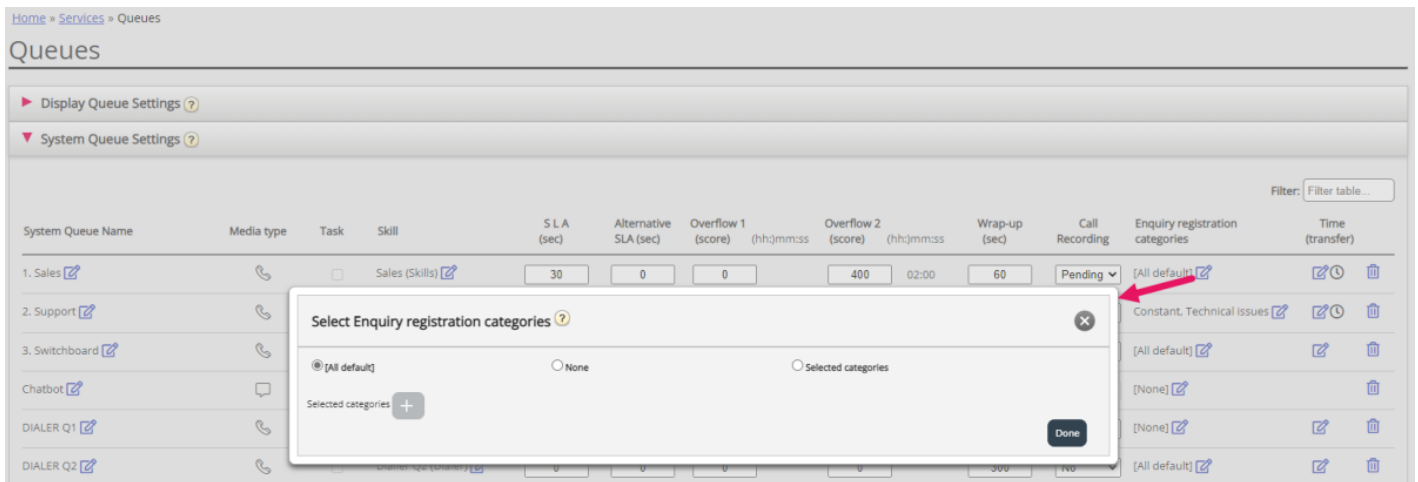 Home » Services » Queues
Queues
Display Queue Settings ?
System Queue Settings ?
Filter: Filter table...
System Queue Name Media type Task Skill S L A (sec) Alternative SLA (sec) Overflow 1 (score) (hh:)mm:ss Overflow 2 (score) (hh:)mm:ss Wrap-up (sec) Call Recording Enquiry registration categories Time (transfer)
1. Sales Sales (Skills) 30 0 0 400 02:00 60 Pending [All default]
2. Support Constant, Technical Issues
3. Switchboard [All default]
Chatbot [None]
DIALER Q1 [None]
DIALER Q2 Dialer Q2 (Dialer) 0 0 0 0 300 No [All default]
Select Enquiry registration categories ?
[All default] None Selected categories
Selected categories +
Done